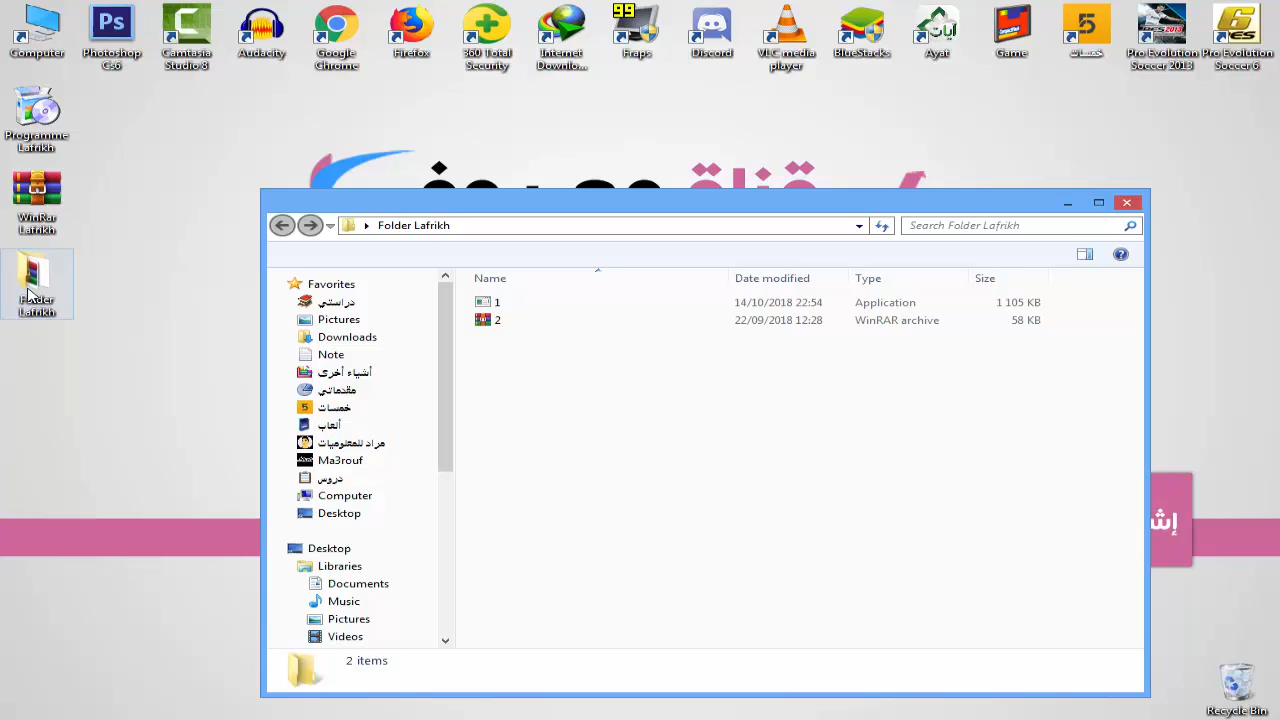 Computer
Photoshop
Cs6
Camtaria
Studio 8
Audacity
Google
Chrome
Firefox
360 Total
Security
Internet
Downlo...
99
Fraps
Discord
VLC media
player
BlueStacks
Ayat
Game
خمسات
Pro Evolution
Soccer 2013
Pro Evolution
Soccer 6
Programme
Lafrikh
WinRar
Lafrikh
Folder
Lafrikh
Folder Lafrikh
Search Folder Lafrikh
Name
Date modified
Type
Size
1
14/10/2018 22:54
Application
1 105 KB
2
22/09/2018 12:28
WinRAR archive
58 KB
Favorites
دراستي
Pictures
Downloads
Note
أشياء أخرى
مقدماتي
خمسات
ألعاب
مراد للمعلوميات
Ma3rouf
دروس
Computer
Desktop
Desktop
Libraries
Documents
Music
Pictures
Videos
2 items
Recycle Bin